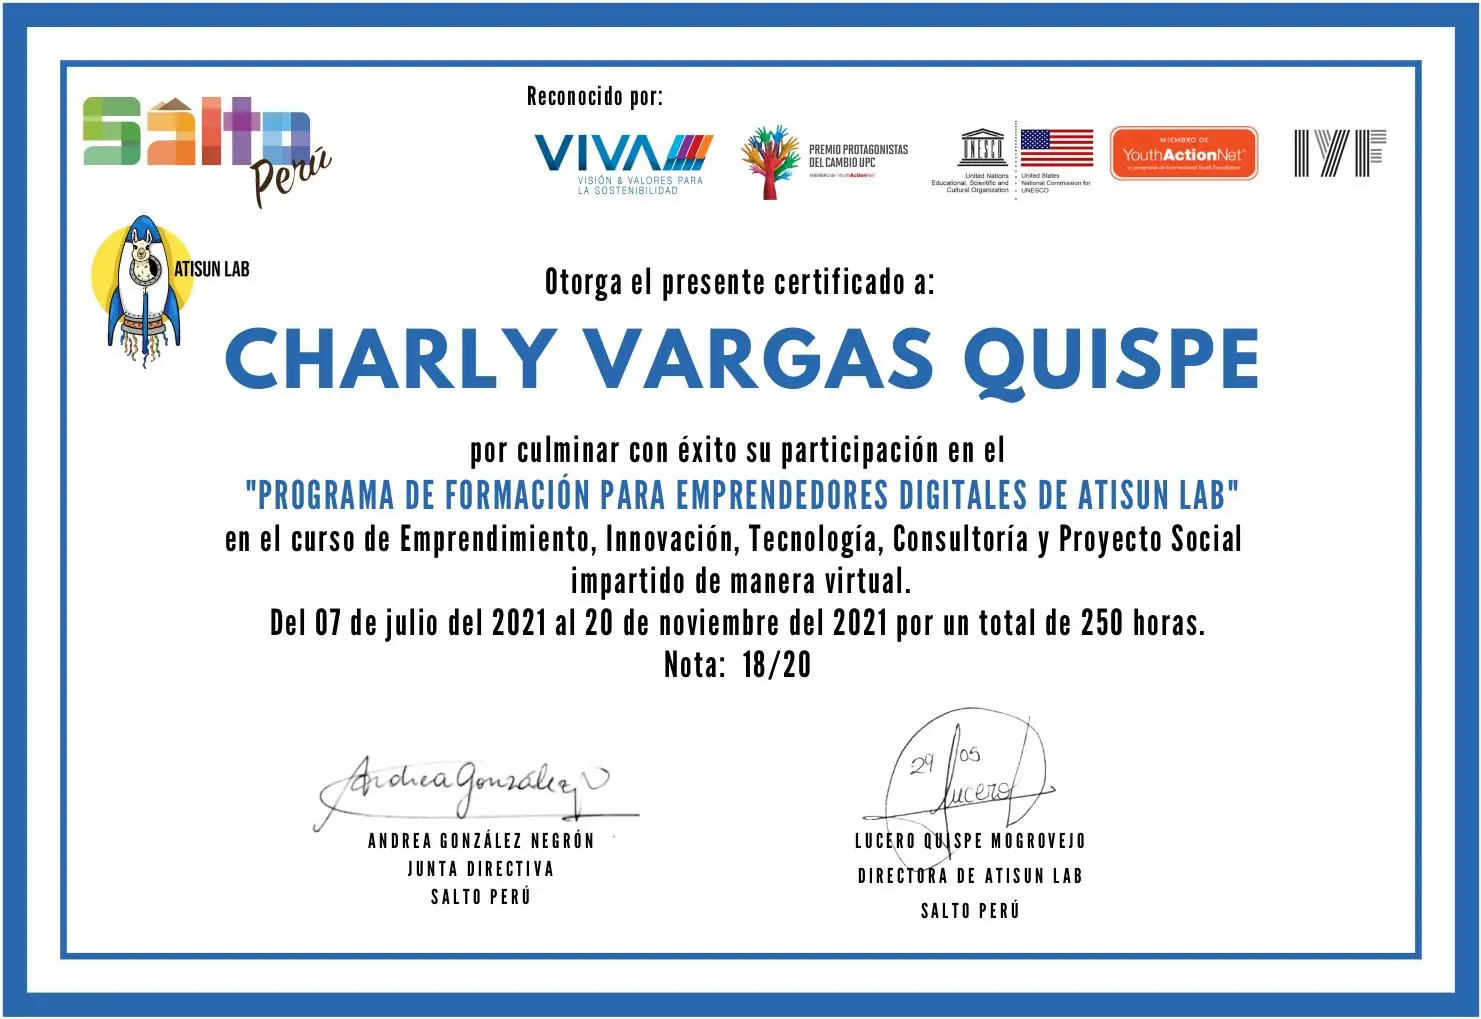 Salto
Perú
Reconocido por:
VIVA
VISIÓN & VALORES PARA
LA SOSTENIBILIDAD
PREMIO PROTAGONISTAS
DEL CAMBIO UPC
MIEMBRO de YouthActionNet
UNESCO
United Nations
Educational, Scientific and
Cultural Organization
United States
National Commission for
UNESCO
MIEMBRO DE
YouthActionNet®
un programa de International Youth Foundation
IYF
ATISUN LAB
Otorga el presente certificado a:
CHARLY VARGAS QUISPE
por culminar con éxito su participación en el
"PROGRAMA DE FORMACIÓN PARA EMPRENDEDORES DIGITALES DE ATISUN LAB"
en el curso de Emprendimiento, Innovación, Tecnología, Consultoría y Proyecto Social
impartido de manera virtual.
Del 07 de julio del 2021 al 20 de noviembre del 2021 por un total de 250 horas.
Nota: 18/20
Andrea González
29 05
Lucero
ANDREA GONZÁLEZ NEGRÓN
JUNTA DIRECTIVA
SALTO PERÚ
LUCERO QUISPE MOGROVEJO
DIRECTORA DE ATISUN LAB
SALTO PERÚ